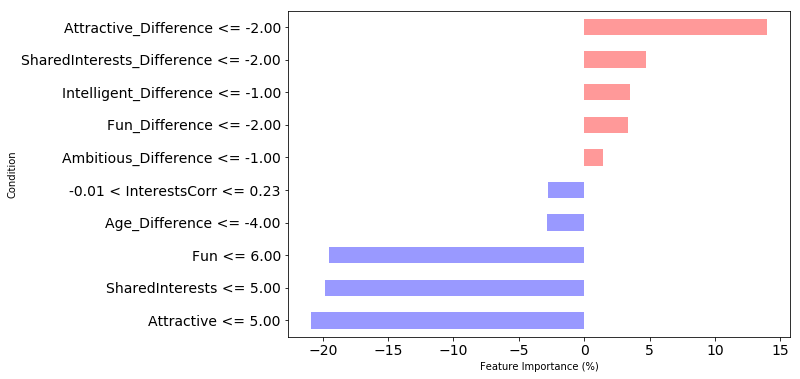 Attractive_Difference <= -2.00
SharedInterests_Difference <= -2.00
Intelligent_Difference <= -1.00
Fun_Difference <= -2.00
Ambitious_Difference <= -1.00
-0.01 < InterestsCorr <= 0.23
Age_Difference <= -4.00
Fun <= 6.00
SharedInterests <= 5.00
Attractive <= 5.00
Condition
−20 −15 −10 −5 0 5 10 15
Feature Importance (%)